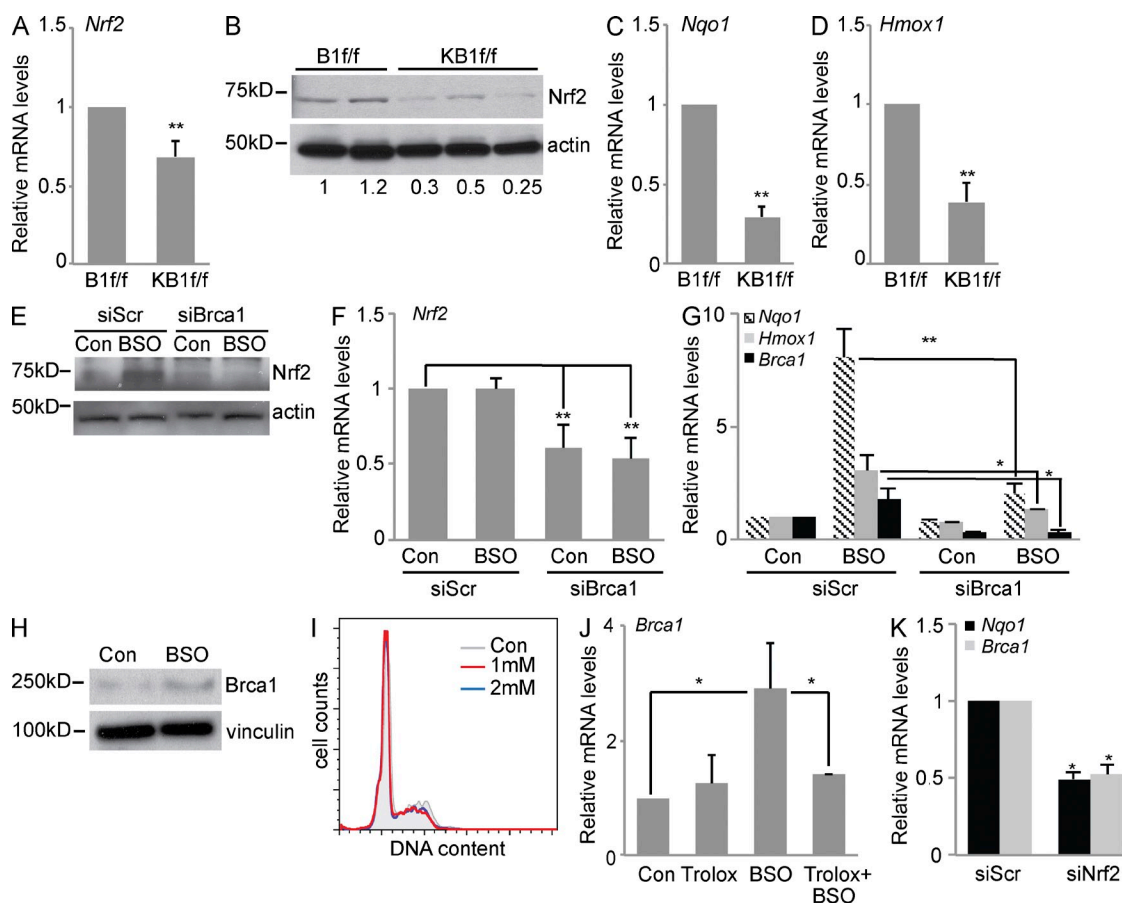 A
Nrf2
Relative mRNA levels
1.5
1
0.5
0
**
B1f/f KB1f/f
B
B1f/f KB1f/f
75kD
Nrf2
50kD
actin
1 1.2 0.3 0.5 0.25
C
Nqo1
Relative mRNA levels
1.5
1
0.5
0
**
B1f/f KB1f/f
D
Hmox1
Relative mRNA levels
1.5
1
0.5
0
**
B1f/f KB1f/f
E
siScr siBrca1
Con BSO Con BSO
75kD
Nrf2
50kD
actin
F
Nrf2
Relative mRNA levels
1.5
1
0.5
0
** **
Con BSO Con BSO
siScr siBrca1
G
Nqo1
Hmox1
Brca1
Relative mRNA levels
10
5
0
**
*
*
Con BSO Con BSO
siScr siBrca1
H
Con BSO
250kD
Brca1
100kD
vinculin
I
Con
1mM
2mM
cell counts
DNA content
J
Brca1
Relative mRNA levels
4
2
0
* *
Con Trolox BSO Trolox+
BSO
K
Nqo1
Brca1
Relative mRNA levels
1.5
1
0.5
0
* *
siScr siNrf2